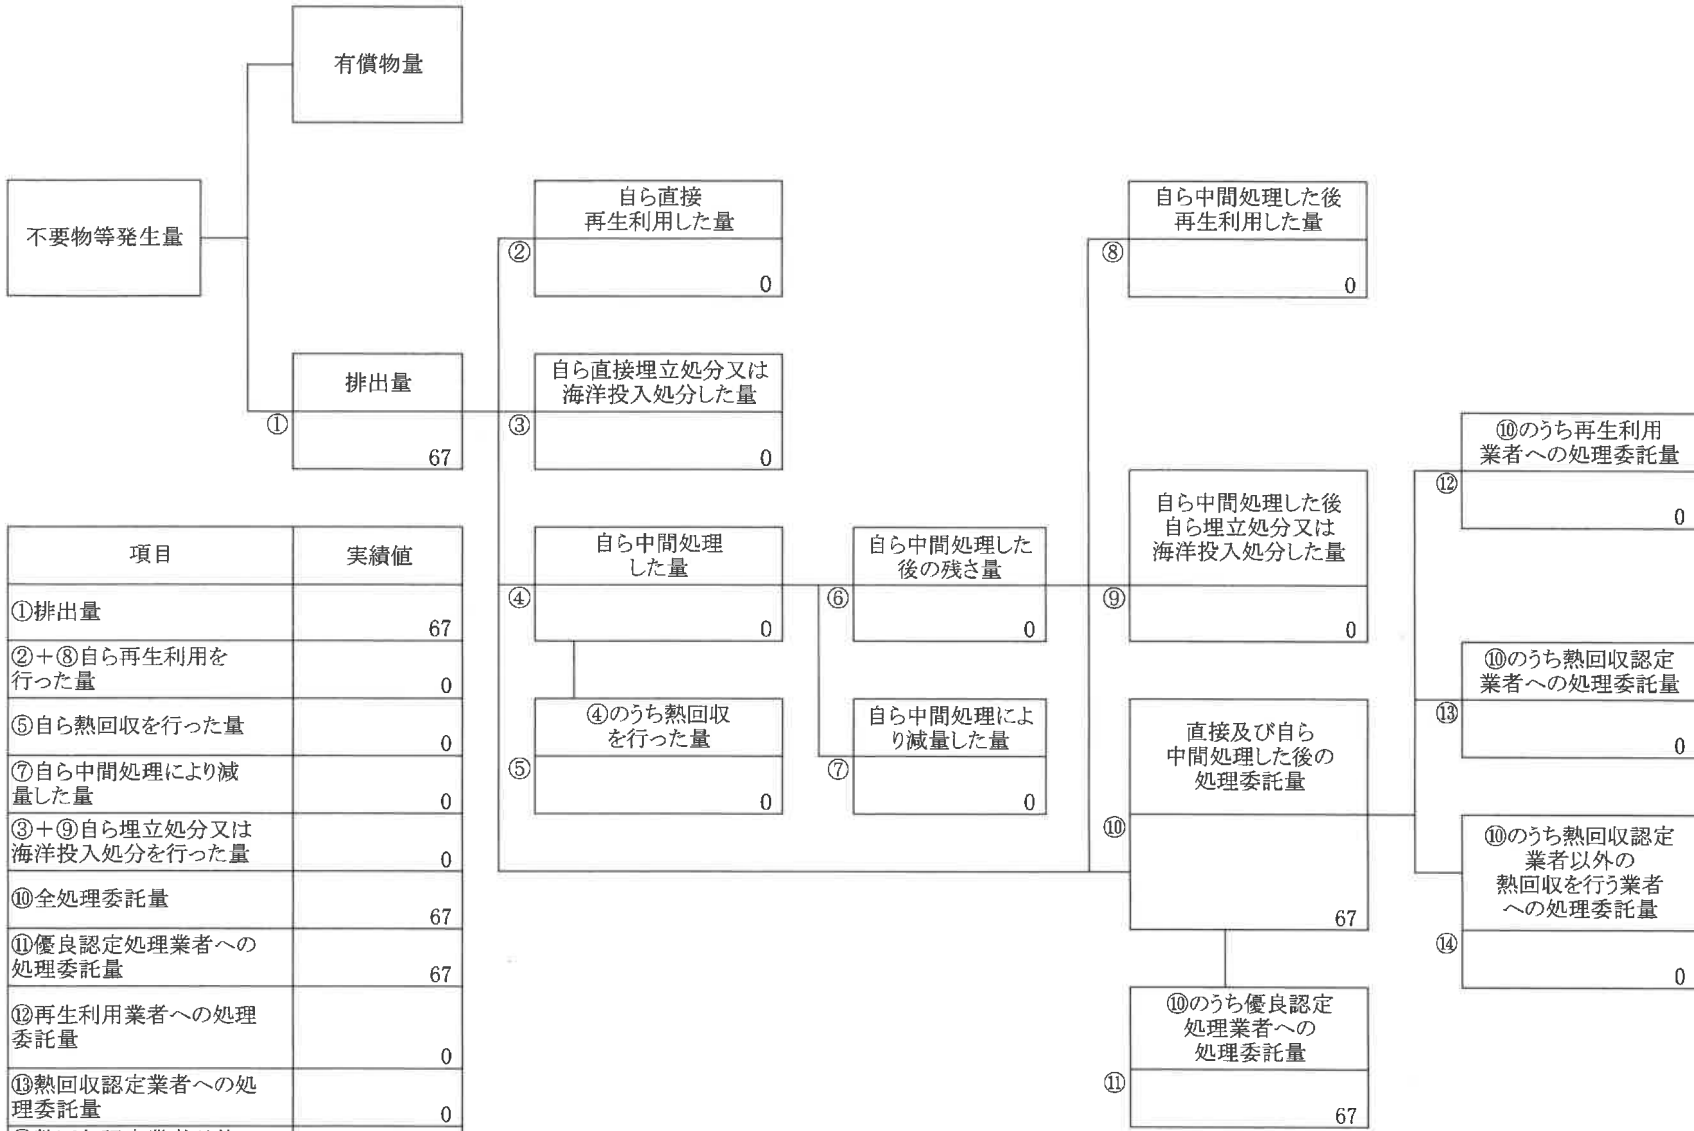 有償物量
不要物等発生量
排出量
①
67
自ら直接
再生利用した量
②
0
自ら直接埋立処分又は
海洋投入処分した量
③
0
自ら中間処理
した量
④
0
④のうち熱回収
を行った量
⑤
0
自ら中間処理した
後の残さ量
⑥
0
自ら中間処理によ
り減量した量
⑦
0
自ら中間処理した後
再生利用した量
⑧
0
自ら中間処理した後
自ら埋立処分又は
海洋投入処分した量
⑨
0
直接及び自ら
中間処理した後の
処理委託量
⑩
67
⑩のうち優良認定
処理業者への
処理委託量
⑪
67
⑩のうち再生利用
業者への処理委託量
⑫
0
⑩のうち熱回収認定
業者への処理委託量
⑬
0
⑩のうち熱回収認定
業者以外の
熱回収を行う業者
への処理委託量
⑭
0
項目 実績値
①排出量
67
②+⑧自ら再生利用を
行った量 0
⑤自ら熱回収を行った量
0
⑦自ら中間処理により減
量した量 0
③+⑨自ら埋立処分又は
海洋投入処分を行った量 0
⑩全処理委託量
67
⑪優良認定処理業者への
処理委託量 67
⑫再生利用業者への処理
委託量 0
⑬熱回収認定業者への処
理委託量 0